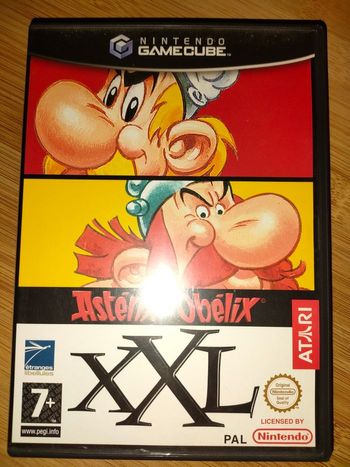 NINTENDO
GAMECUBE™
Astérix Obélix
XXL
ATARI
étranges
libellules
7+
www.pegi.info
Original
Nintendo
Seal of
Quality
LICENSED BY
PAL
Nintendo